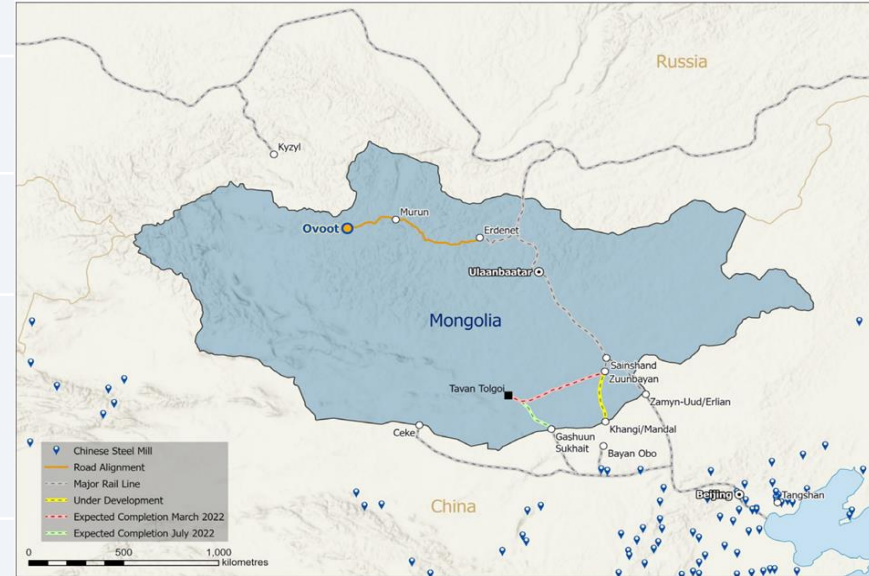 Russia
Kyzyl
Murun
Ovoot
Erdenet
Ulaanbaatar
Mongolia
Sainshand
Zuunbayan
Tavan Tolgoi
Zamyn-Uud/Erlian
Ceke
Khangi/Mandal
Gashuun
Sukhait
Bayan Obo
Chinese Steel Mill
Road Alignment
Major Rail Line
Under Development
Expected Completion March 2022
Expected Completion July 2022
China
Beijing
Tangshan
0 500 1,000
kilometres